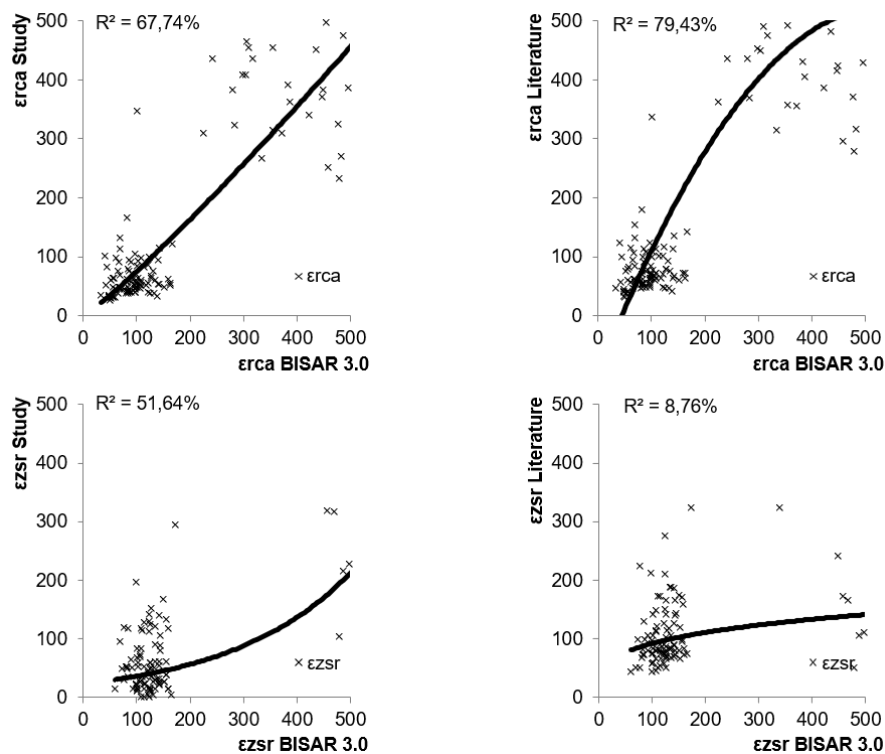 R² = 67,74%
εrca Study
500
400
300
200
100
0
0 100 200 300 400 500
εrca BISAR 3.0
× εrca
R² = 79,43%
εrca Literature
500
400
300
200
100
0
0 100 200 300 400 500
εrca BISAR 3.0
× εrca
R² = 51,64%
εzsr Study
500
400
300
200
100
0
0 100 200 300 400 500
εzsr BISAR 3.0
× εzsr
R² = 8,76%
εzsr Literature
500
400
300
200
100
0
0 100 200 300 400 500
εzsr BISAR 3.0
× εzsr